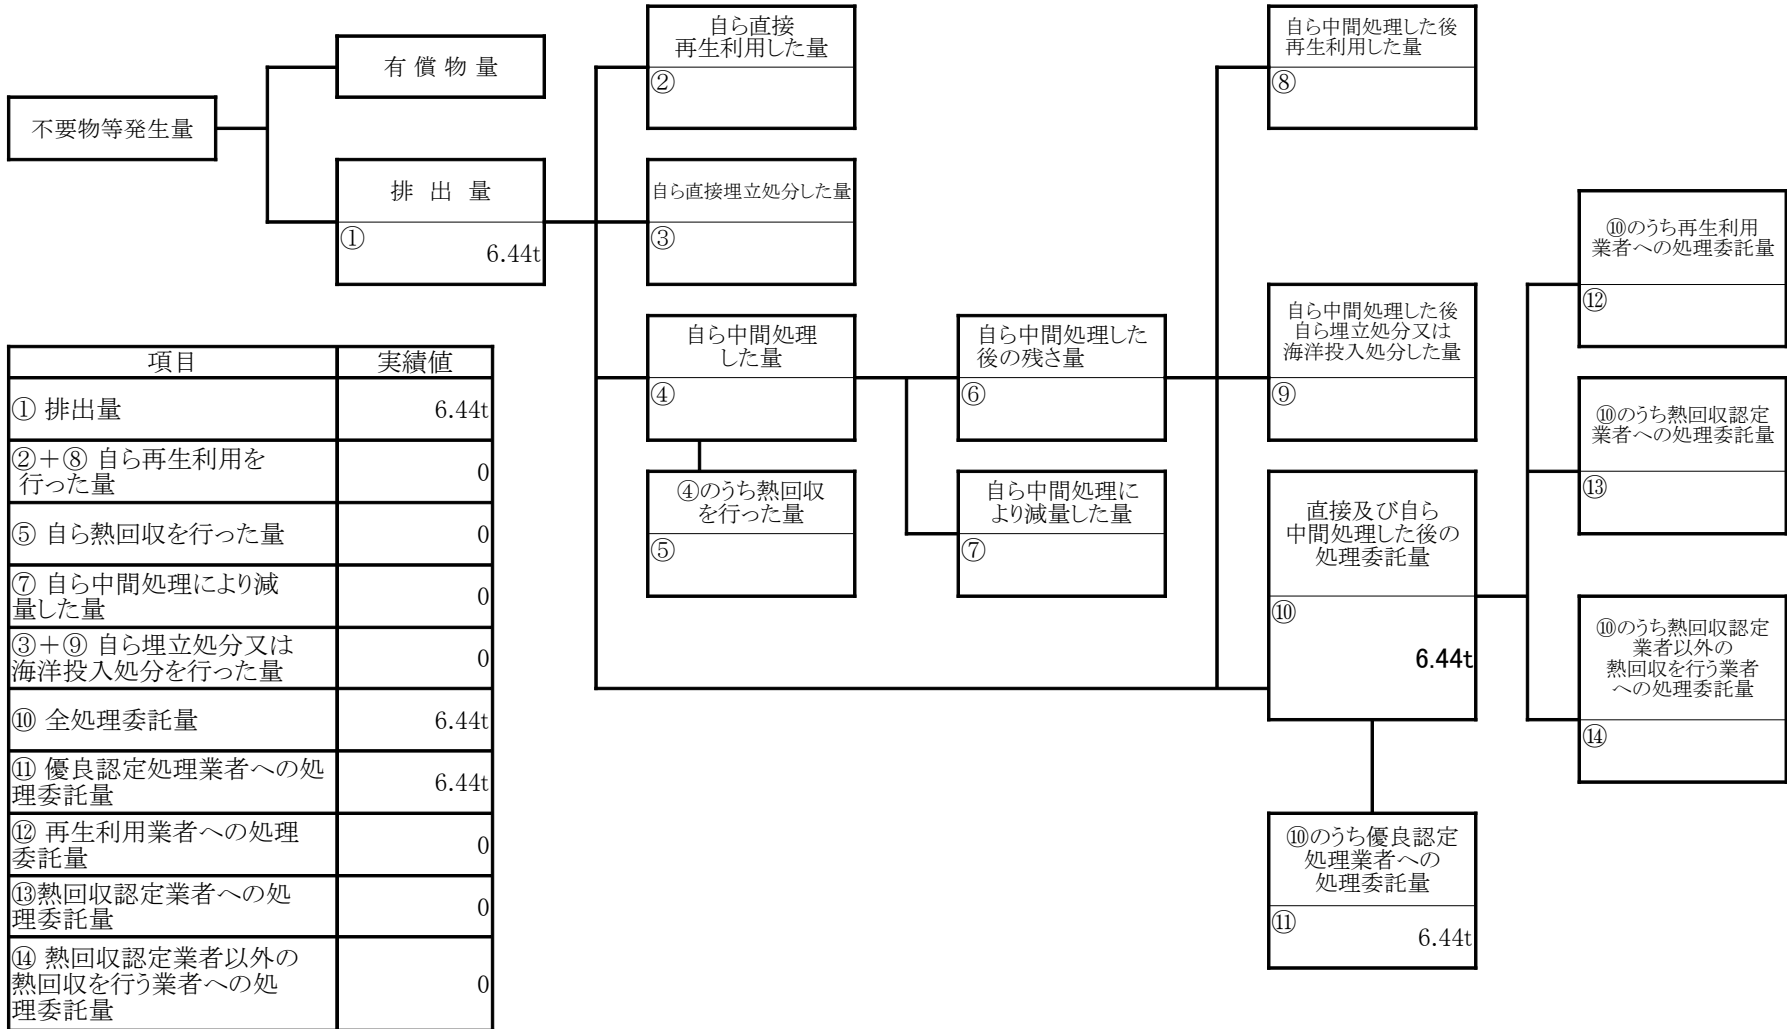 不要物等発生量
有 償 物 量
排 出 量
①
6.44t
自ら直接
再生利用した量
②
自ら直接埋立処分した量
③
自ら中間処理
した量
④
④のうち熱回収
を行った量
⑤
自ら中間処理した
後の残さ量
⑥
自ら中間処理に
より減量した量
⑦
自ら中間処理した後
再生利用した量
⑧
自ら中間処理した後
自ら埋立処分又は
海洋投入処分した量
⑨
直接及び自ら
中間処理した後の
処理委託量
⑩
6.44t
⑩のうち優良認定
処理業者への
処理委託量
⑪
6.44t
⑩のうち再生利用
業者への処理委託量
⑫
⑩のうち熱回収認定
業者への処理委託量
⑬
⑩のうち熱回収認定
業者以外の
熱回収を行う業者
への処理委託量
⑭
項目 実績値
① 排出量 6.44t
②＋⑧ 自ら再生利用を
行った量 0
⑤ 自ら熱回収を行った量 0
⑦ 自ら中間処理により減
量した量 0
③＋⑨ 自ら埋立処分又は
海洋投入処分を行った量 0
⑩ 全処理委託量 6.44t
⑪ 優良認定処理業者への処
理委託量 6.44t
⑫ 再生利用業者への処理
委託量 0
⑬熱回収認定業者への処
理委託量 0
⑭ 熱回収認定業者以外の
熱回収を行う業者への処
理委託量 0